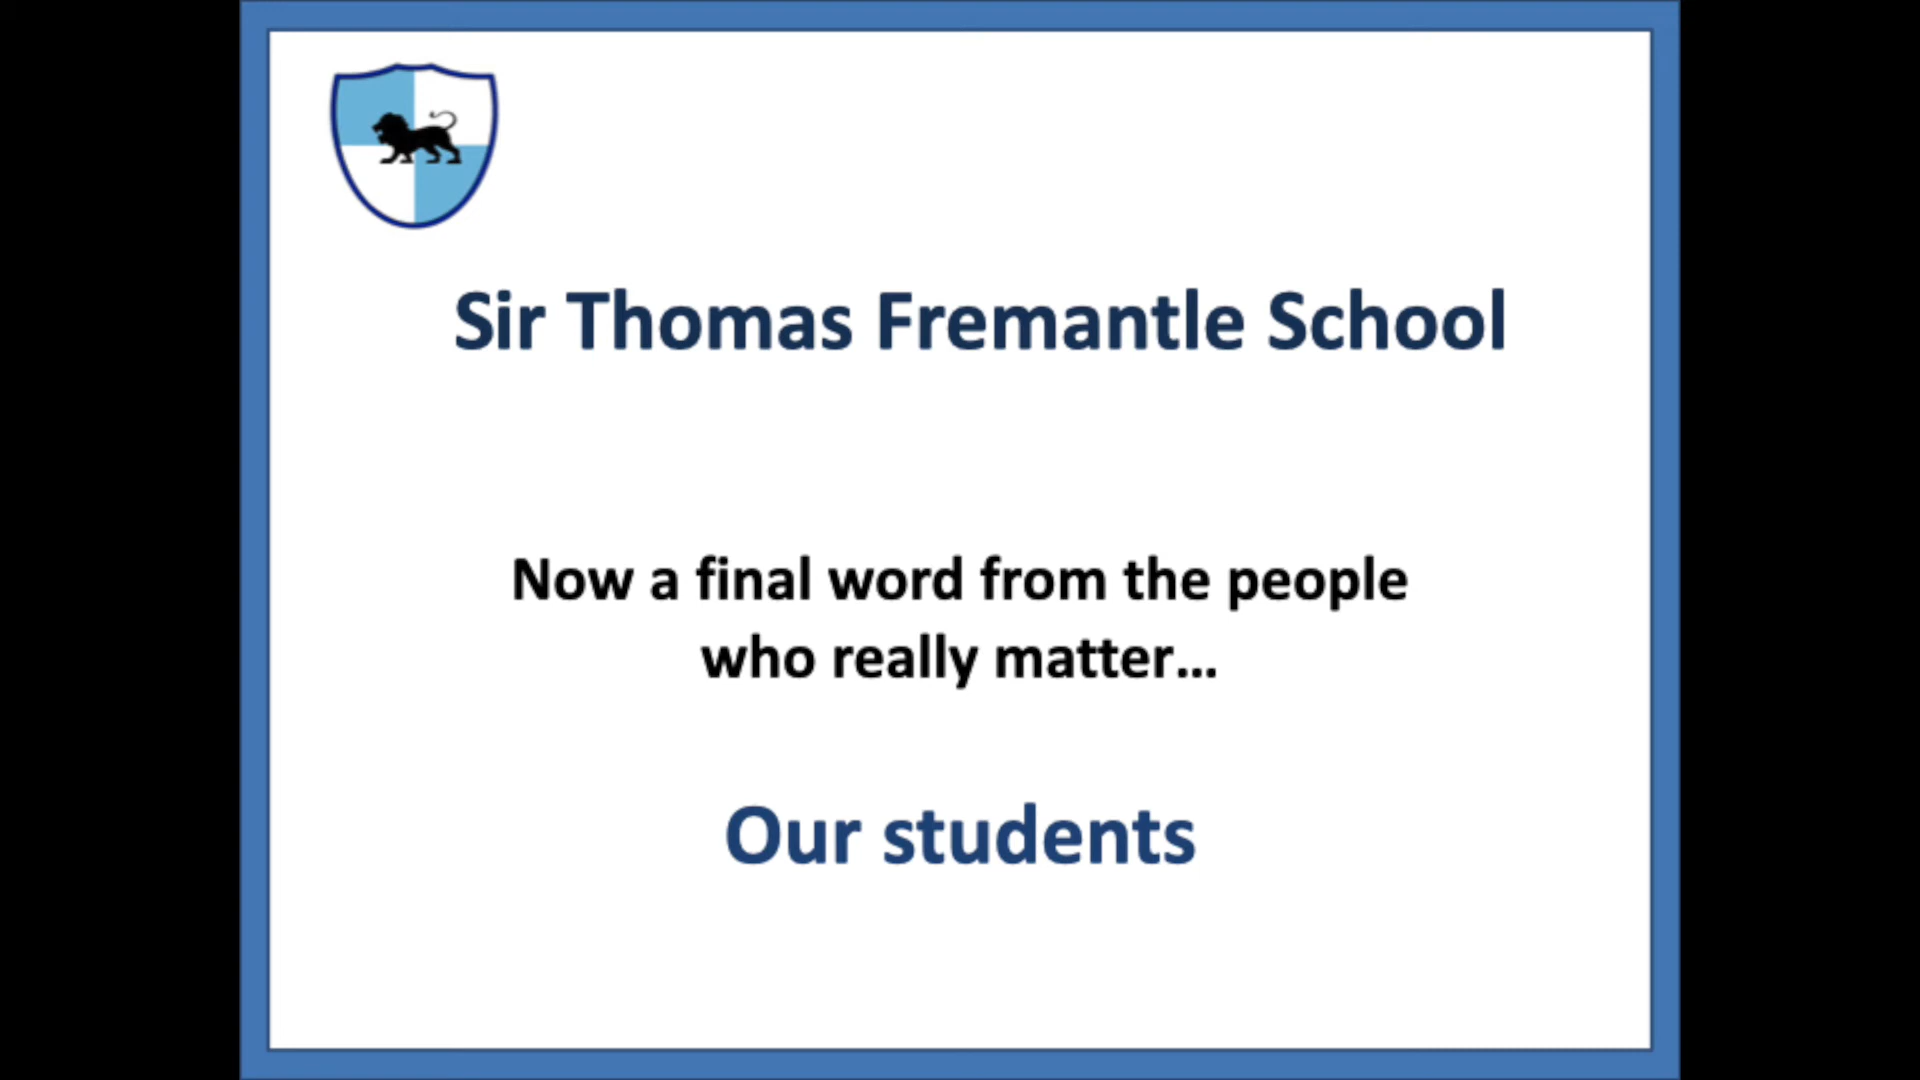 Sir Thomas Fremantle School
Now a final word from the people
who really matter…
Our students